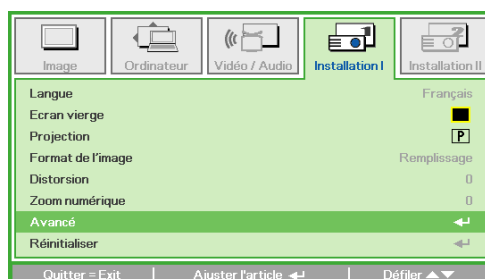 Image Ordinateur Vidéo / Audio Installation I Installation II
Langue Français
Ecran vierge
Projection P
Format de l'image Remplissage
Distorsion 0
Zoom numérique 0
Avancé
Réinitialiser
Quitter = Exit Ajuster l'article Défiler